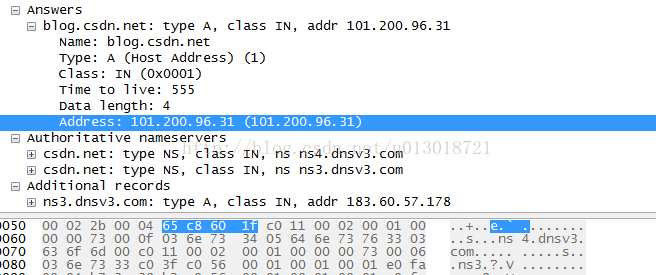 Answers
blog.csdn.net: type A, class IN, addr 101.200.96.31
Name: blog.csdn.net
Type: A (Host Address) (1)
Class: IN (0x0001)
Time to live: 555
Data length: 4
Address: 101.200.96.31 (101.200.96.31)
http://blog.csdn.net/u013018721
Authoritative nameservers
csdn.net: type NS, class IN, ns ns4.dnsv3.com
csdn.net: type NS, class IN, ns ns3.dnsv3.com
Additional records
ns3.dnsv3.com: type A, class IN, addr 183.60.57.178
0050 00 02 2b 00 04 65 c8 60 1f c0 11 00 02 00 01 00 ..+..e.`. .......
0060 00 00 73 00 0f 03 6e 73 34 05 64 6e 73 76 33 03 ..s...ns 4.dnsv3.
0070 63 6f 6d 00 c0 11 00 02 00 01 00 00 00 73 00 06 com..... .....s..
0080 03 6e 73 33 c0 3f c0 56 00 01 00 01 00 01 e0 fa .ns3.?.V ........